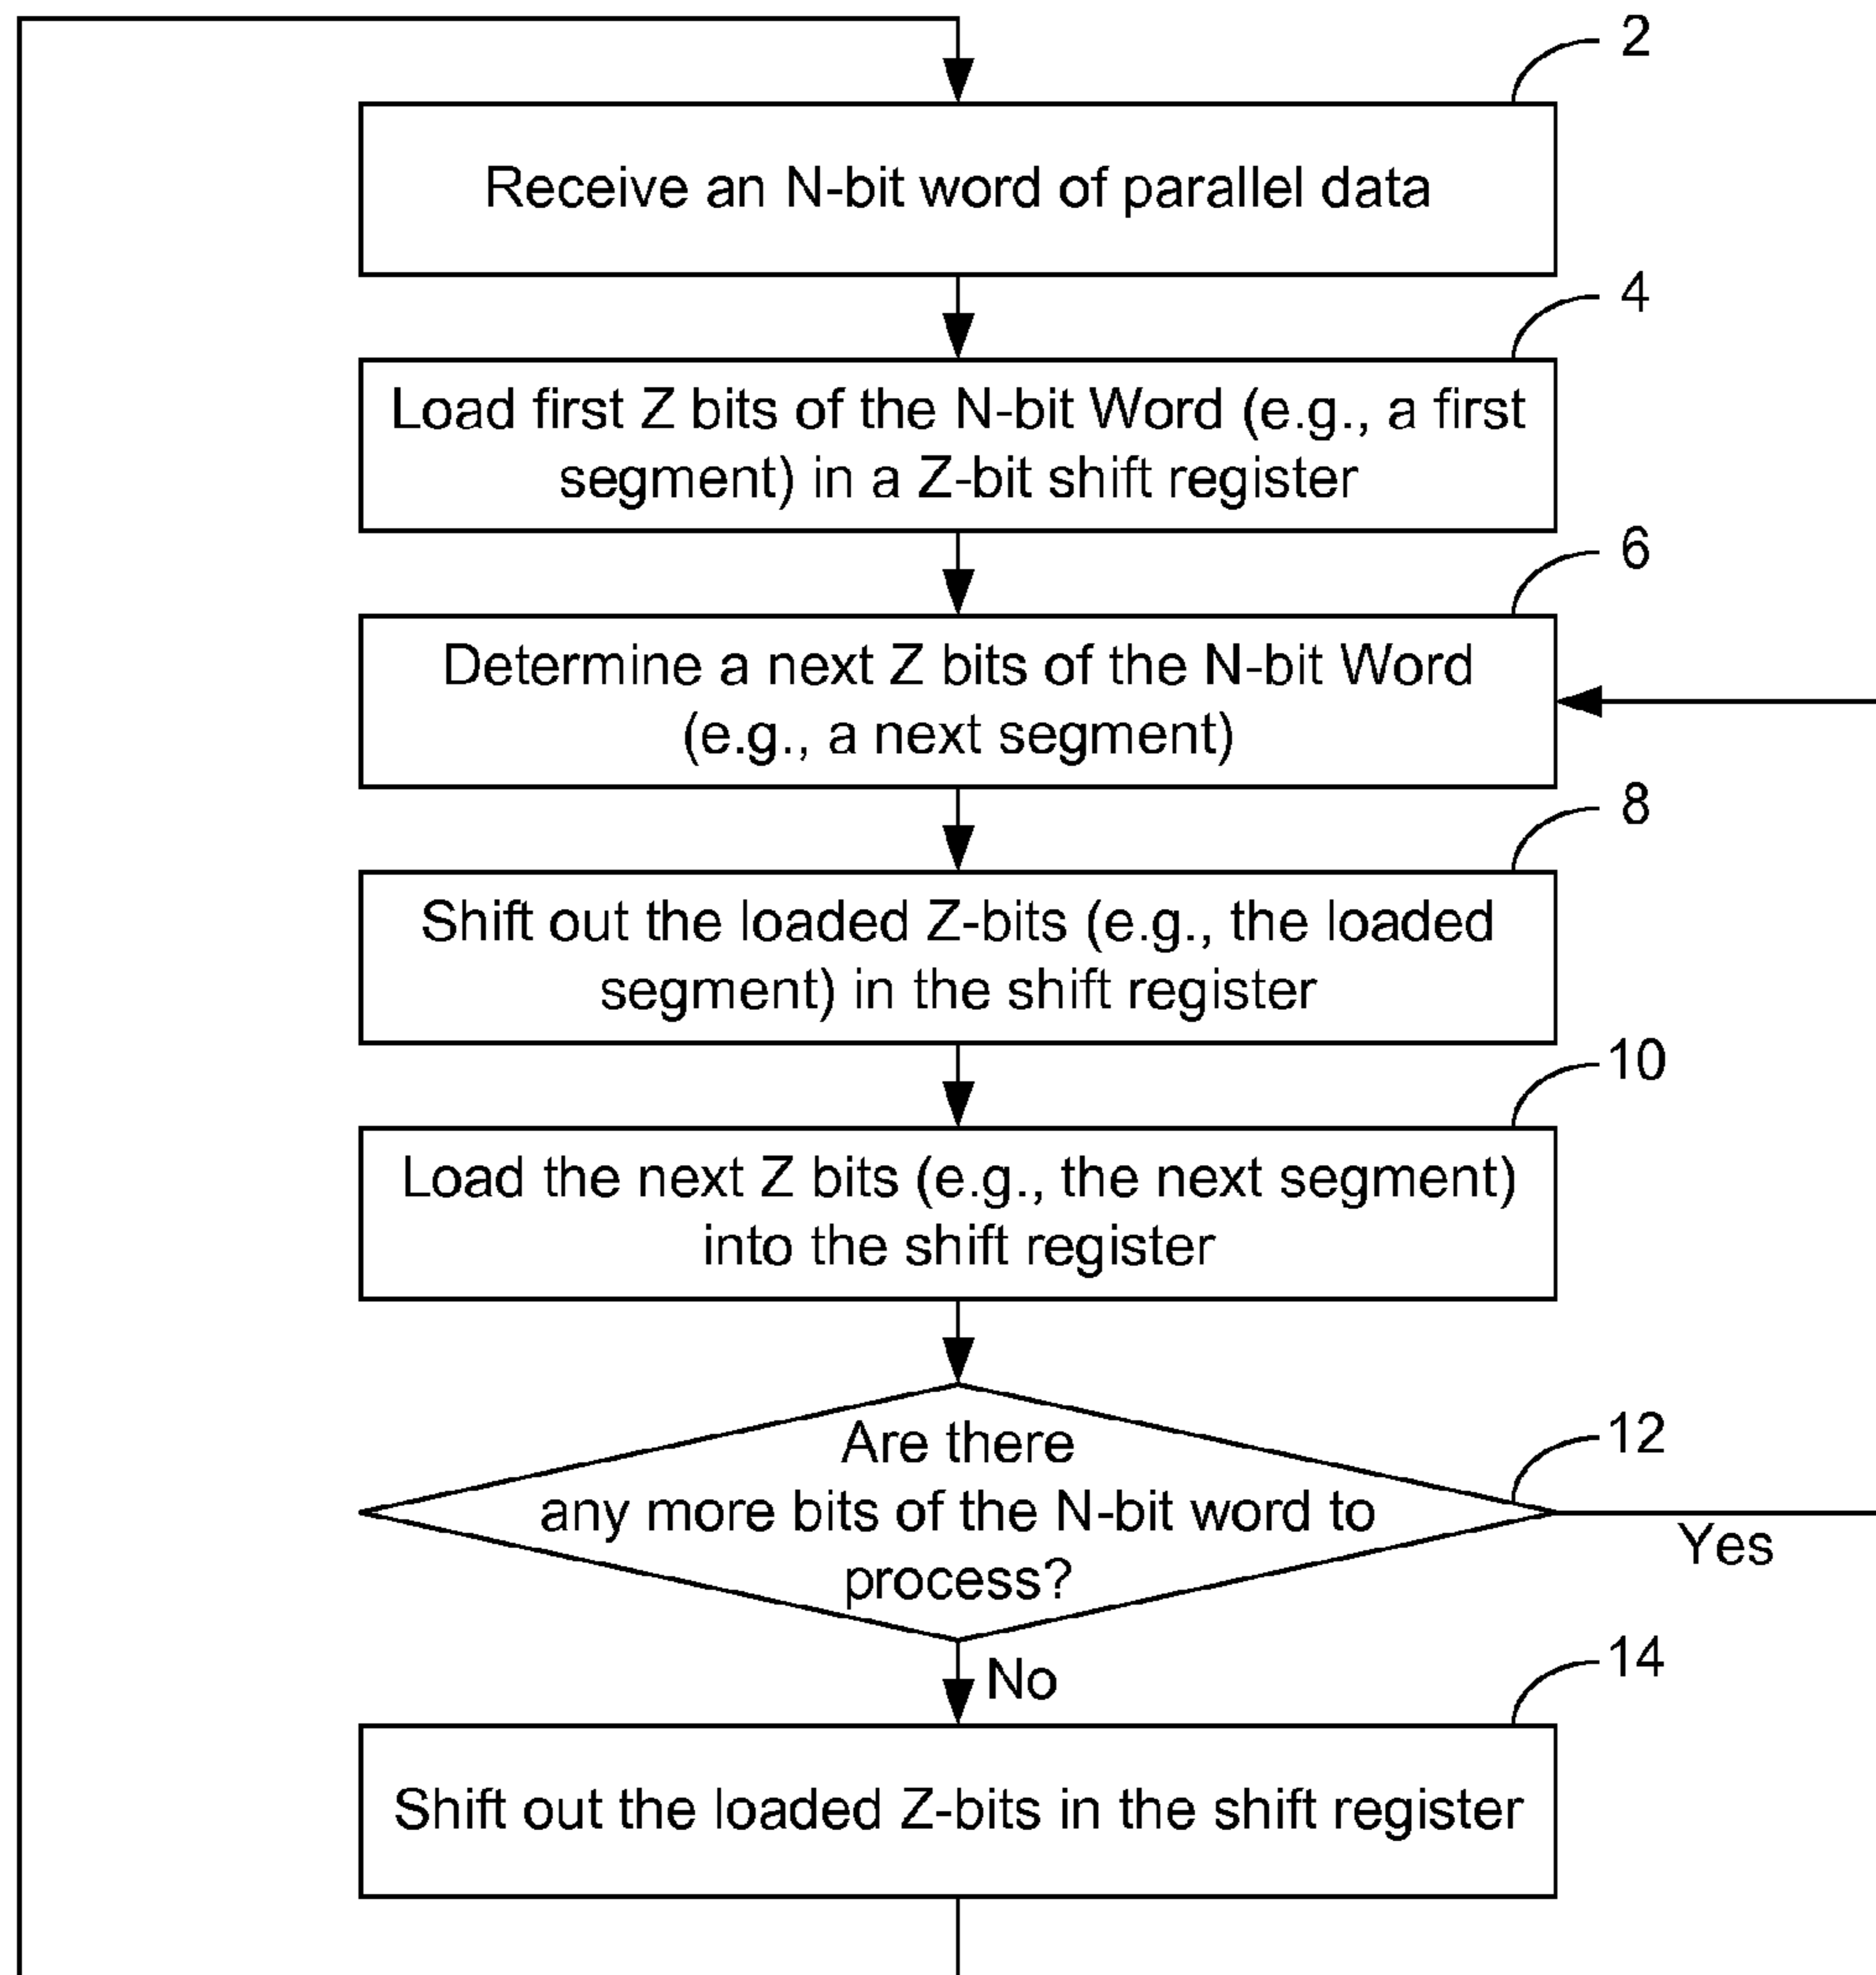 2
Receive an N-bit word of parallel data
4
Load first Z bits of the N-bit Word (e.g., a first
segment) in a Z-bit shift register
6
Determine a next Z bits of the N-bit Word
(e.g., a next segment)
8
Shift out the loaded Z-bits (e.g., the loaded
segment) in the shift register
10
Load the next Z bits (e.g., the next segment)
into the shift register
12
Are there
any more bits of the N-bit word to
process?
Yes
No
14
Shift out the loaded Z-bits in the shift register